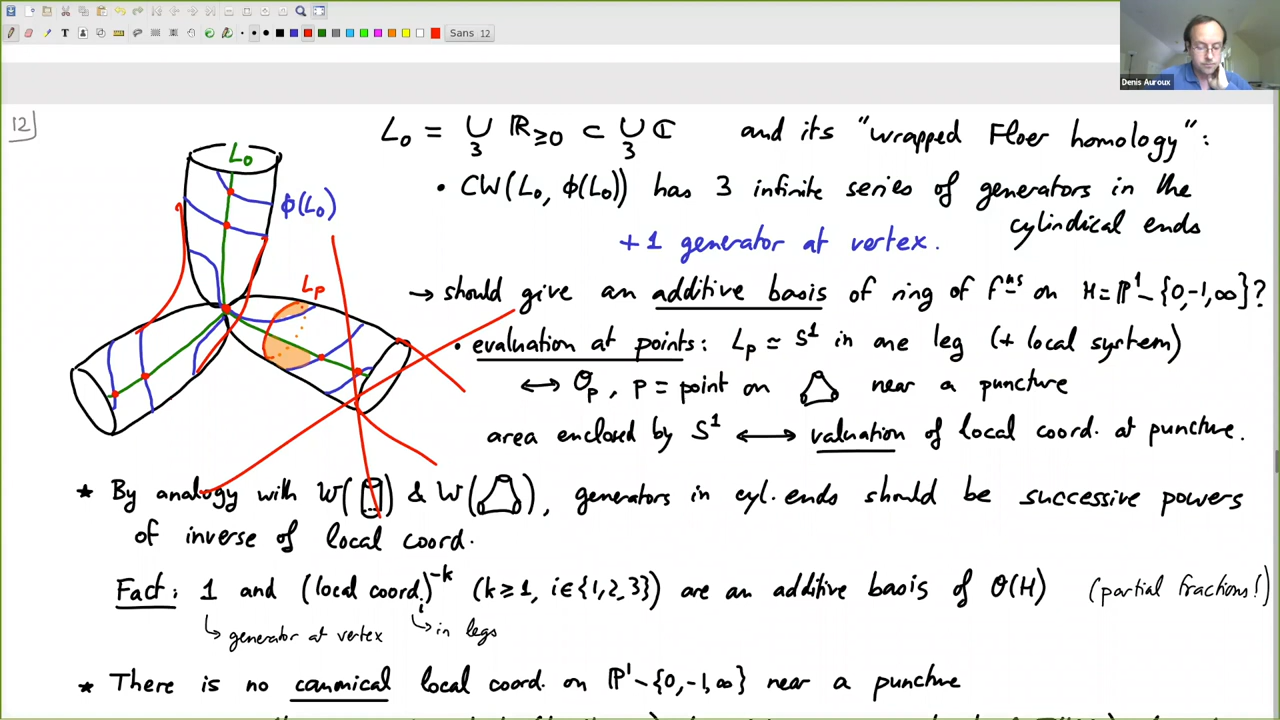 Sans 12
Denis Auroux
12
L₀ = ∪₃ ℝ≥0 ⊂ ∪₃ ℂ and its "wrapped Floer homology":
L₀
ϕ(L₀)
• CW(L₀, ϕ(L₀)) has 3 infinite series of generators in the
cylindical ends
+ 1 generator at vertex.
Lp
→ should give an additive basis of ring of fⁿˢ on H = ℙ¹ − {0,-1,∞}?
• evaluation at points: Lp ≃ S¹ in one leg (+ local system)
↔ 𝒪p, p = point on near a puncture
area enclosed by S¹ ↔ valuation of local coord. at puncture.
* By analogy with W( ) & W( ), generators in cyl. ends should be successive powers
of inverse of local coord.
Fact: 1 and (local coord.ᵢ)⁻ᵏ (k ≥ 1, i ∈ {1,2,3}) are an additive basis of 𝒪(H) (partial fractions!)
↳ generator at vertex ↳ in legs
* There is no canonical local coord. on ℙ¹ − {0,-1,∞} near a puncture